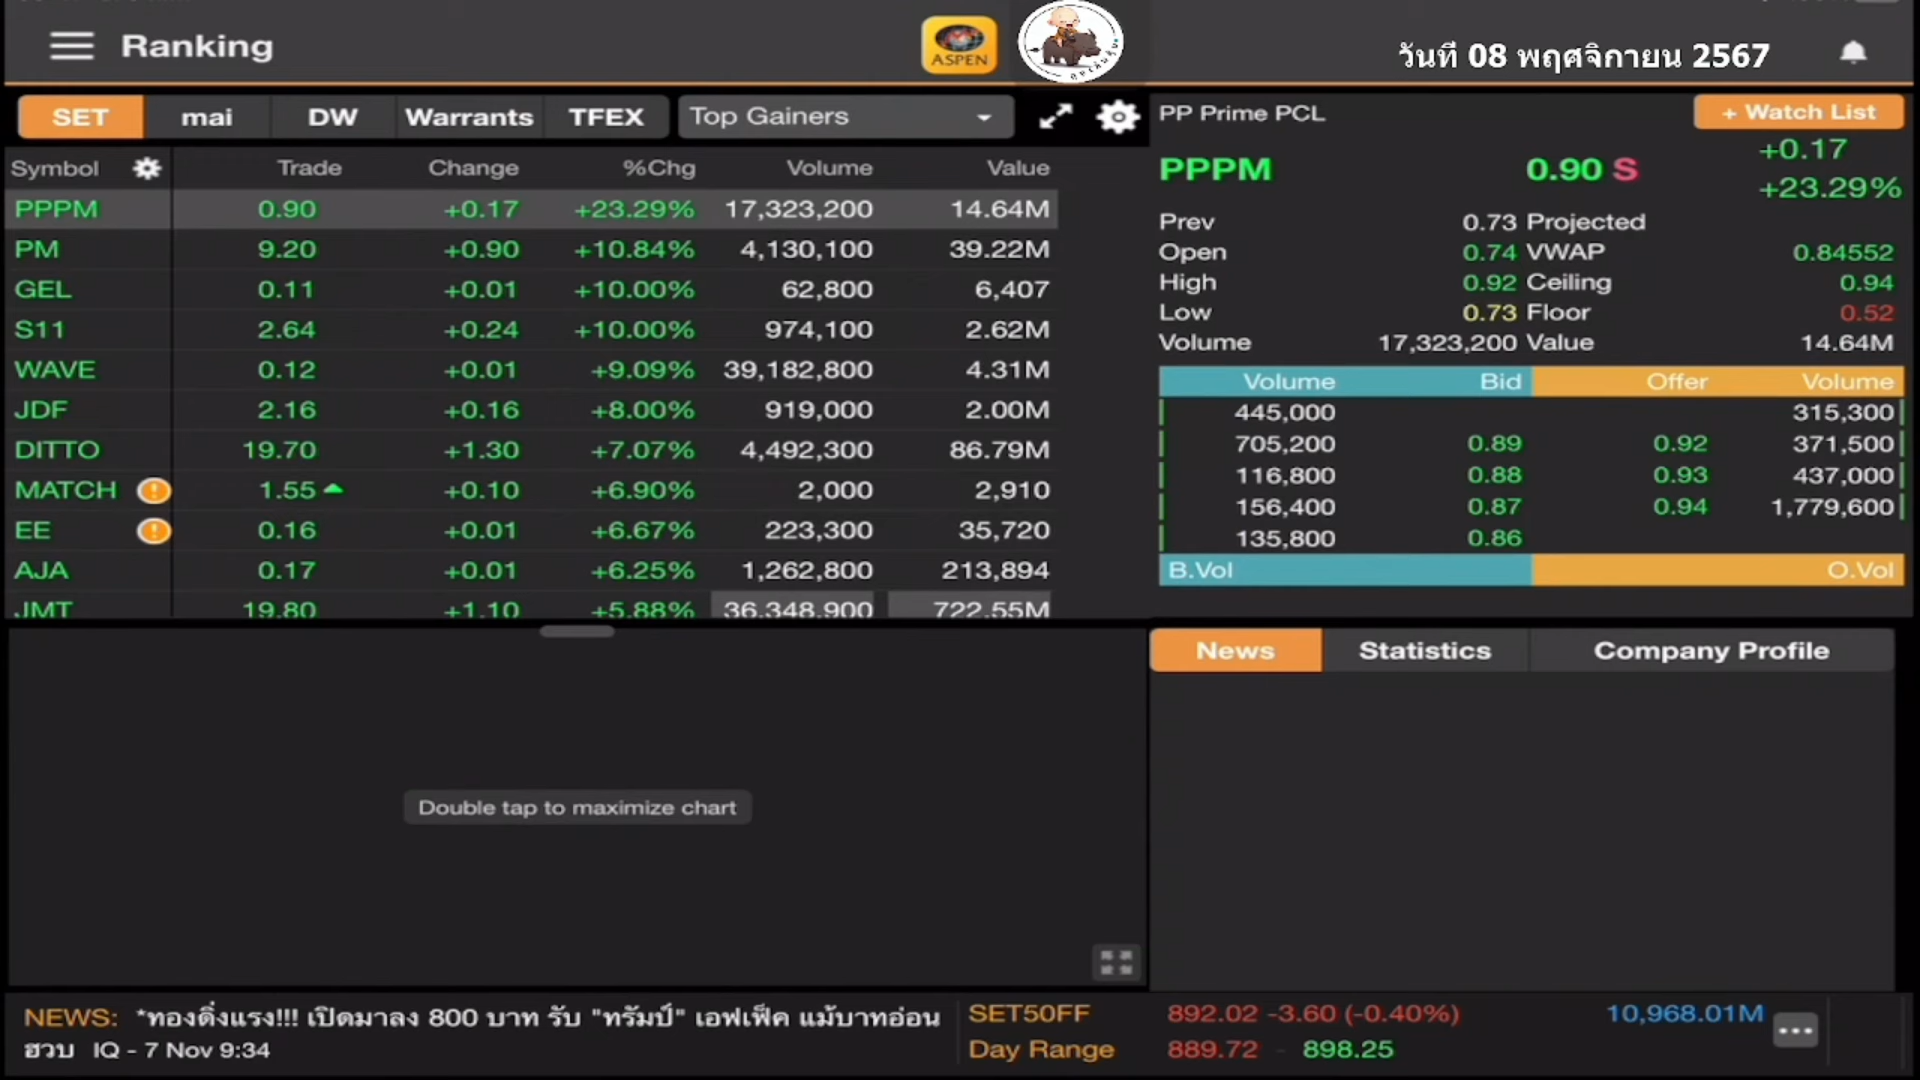 Ranking
ASPEN
วันที่ 08 พฤศจิกายน 2567
SET mai DW Warrants TFEX Top Gainers
Symbol Trade Change %Chg Volume Value
PPPM 0.90 +0.17 +23.29% 17,323,200 14.64M
PM 9.20 +0.90 +10.84% 4,130,100 39.22M
GEL 0.11 +0.01 +10.00% 62,800 6,407
S11 2.64 +0.24 +10.00% 974,100 2.62M
WAVE 0.12 +0.01 +9.09% 39,182,800 4.31M
JDF 2.16 +0.16 +8.00% 919,000 2.00M
DITTO 19.70 +1.30 +7.07% 4,492,300 86.79M
MATCH 1.55 +0.10 +6.90% 2,000 2,910
EE 0.16 +0.01 +6.67% 223,300 35,720
AJA 0.17 +0.01 +6.25% 1,262,800 213,894
JMT 19.80 +1.10 +5.88% 36,348,900 722.55M
PP Prime PCL + Watch List
PPPM 0.90 S +0.17
+23.29%
Prev 0.73 Projected
Open 0.74 VWAP 0.84552
High 0.92 Ceiling 0.94
Low 0.73 Floor 0.52
Volume 17,323,200 Value 14.64M
Volume Bid Offer Volume
445,000 315,300
705,200 0.89 0.92 371,500
116,800 0.88 0.93 437,000
156,400 0.87 0.94 1,779,600
135,800 0.86
B.Vol O.Vol
Double tap to maximize chart
News Statistics Company Profile
NEWS: *ทองดิ่งแรง!!! เปิดมาลง 800 บาท รับ "ทรัมป์" เอฟเฟ็ค แม้บาทอ่อน
ฮวบ IQ - 7 Nov 9:34
SET50FF 892.02 -3.60 (-0.40%) 10,968.01M
Day Range 889.72 - 898.25